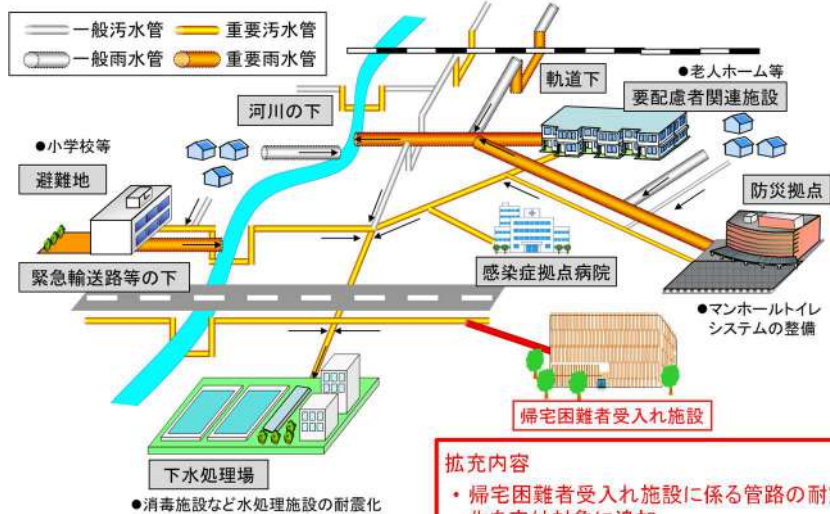 一般汚水管 重要汚水管
一般雨水管 重要雨水管
軌道下
●老人ホーム等
要配慮者関連施設
河川の下
●小学校等
避難地
防災拠点
緊急輸送路等の下
感染症拠点病院
●マンホールトイレ
システムの整備
帰宅困難者受入れ施設
下水処理場
●消毒施設など水処理施設の耐震化
拡充内容
・帰宅困難者受入れ施設に係る管路の耐